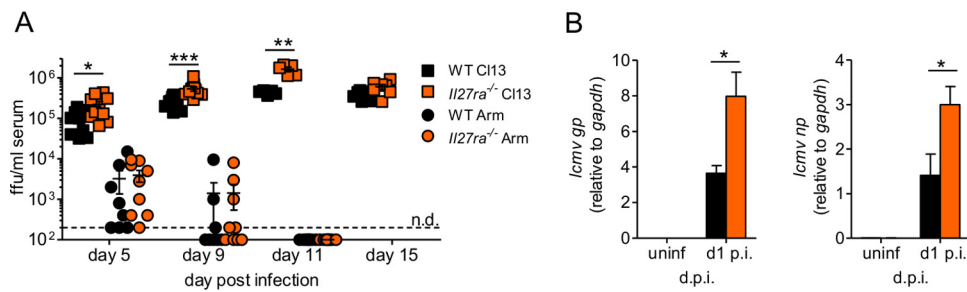 A
ffu/ml serum
10⁶
10⁵
10⁴
10³
10²
*
***
**
n.d.
day 5
day 9
day 11
day 15
day post infection
WT Cl13
Il27ra⁻/⁻ Cl13
WT Arm
Il27ra⁻/⁻ Arm
B
lcmv gp
(relative to gapdh)
10
8
6
4
2
0
*
uninf
d1 p.i.
d.p.i.
lcmv np
(relative to gapdh)
4
3
2
1
0
*
uninf
d1 p.i.
d.p.i.